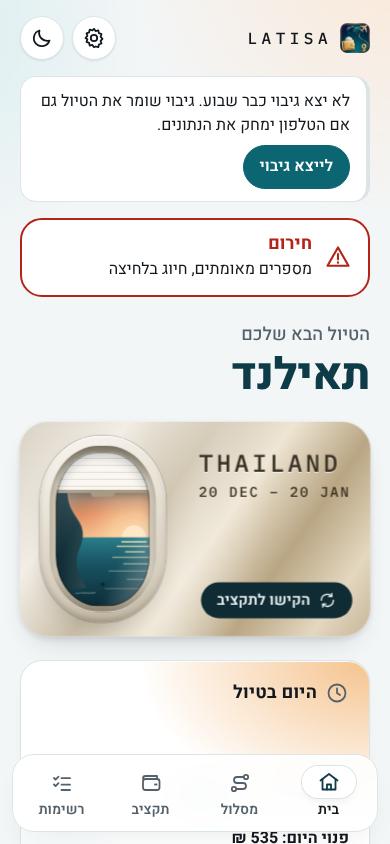 LATISA
לא יצא גיבוי כבר שבוע. גיבוי שומר את הטיול גם
אם הטלפון ימחק את הנתונים.
לייצא גיבוי
חירום
מספרים מאומתים, חיוג בלחיצה
הטיול הבא שלכם
תאילנד
THAILAND
20 DEC – 20 JAN
הקישו לתקציב
היום בטיול
פנוי היום: 535 ₪
בית
מסלול
תקציב
רשימות